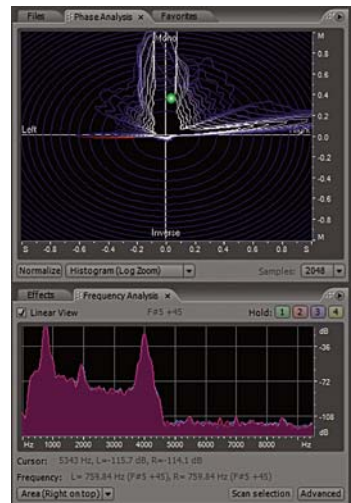 Files Phase Analysis × Favorites
Mono
M
0.8
0.6
0.4
0.2
Left Right
0.0
-0.2
-0.4
-0.6
-0.8
Inverse
M
S 0.8 0.6 0.4 0.2 0.0 0.2 0.4 0.6 0.8 S
Normalize Histogram (Log Zoom) Samples: 2048
Effects Frequency Analysis ×
Linear View F#5 +45 Hold: 1 2 3 4
dB
-36
-72
-108
dB
Hz 1000 2000 3000 4000 5000 6000 7000 8000 Hz
Cursor: 5343 Hz, L=-115.7 dB, R=-114.1 dB
Frequency: L= 759.84 Hz (F#5 +45), R= 759.84 Hz (F#5 +45)
Area (Right on top) Scan selection Advanced